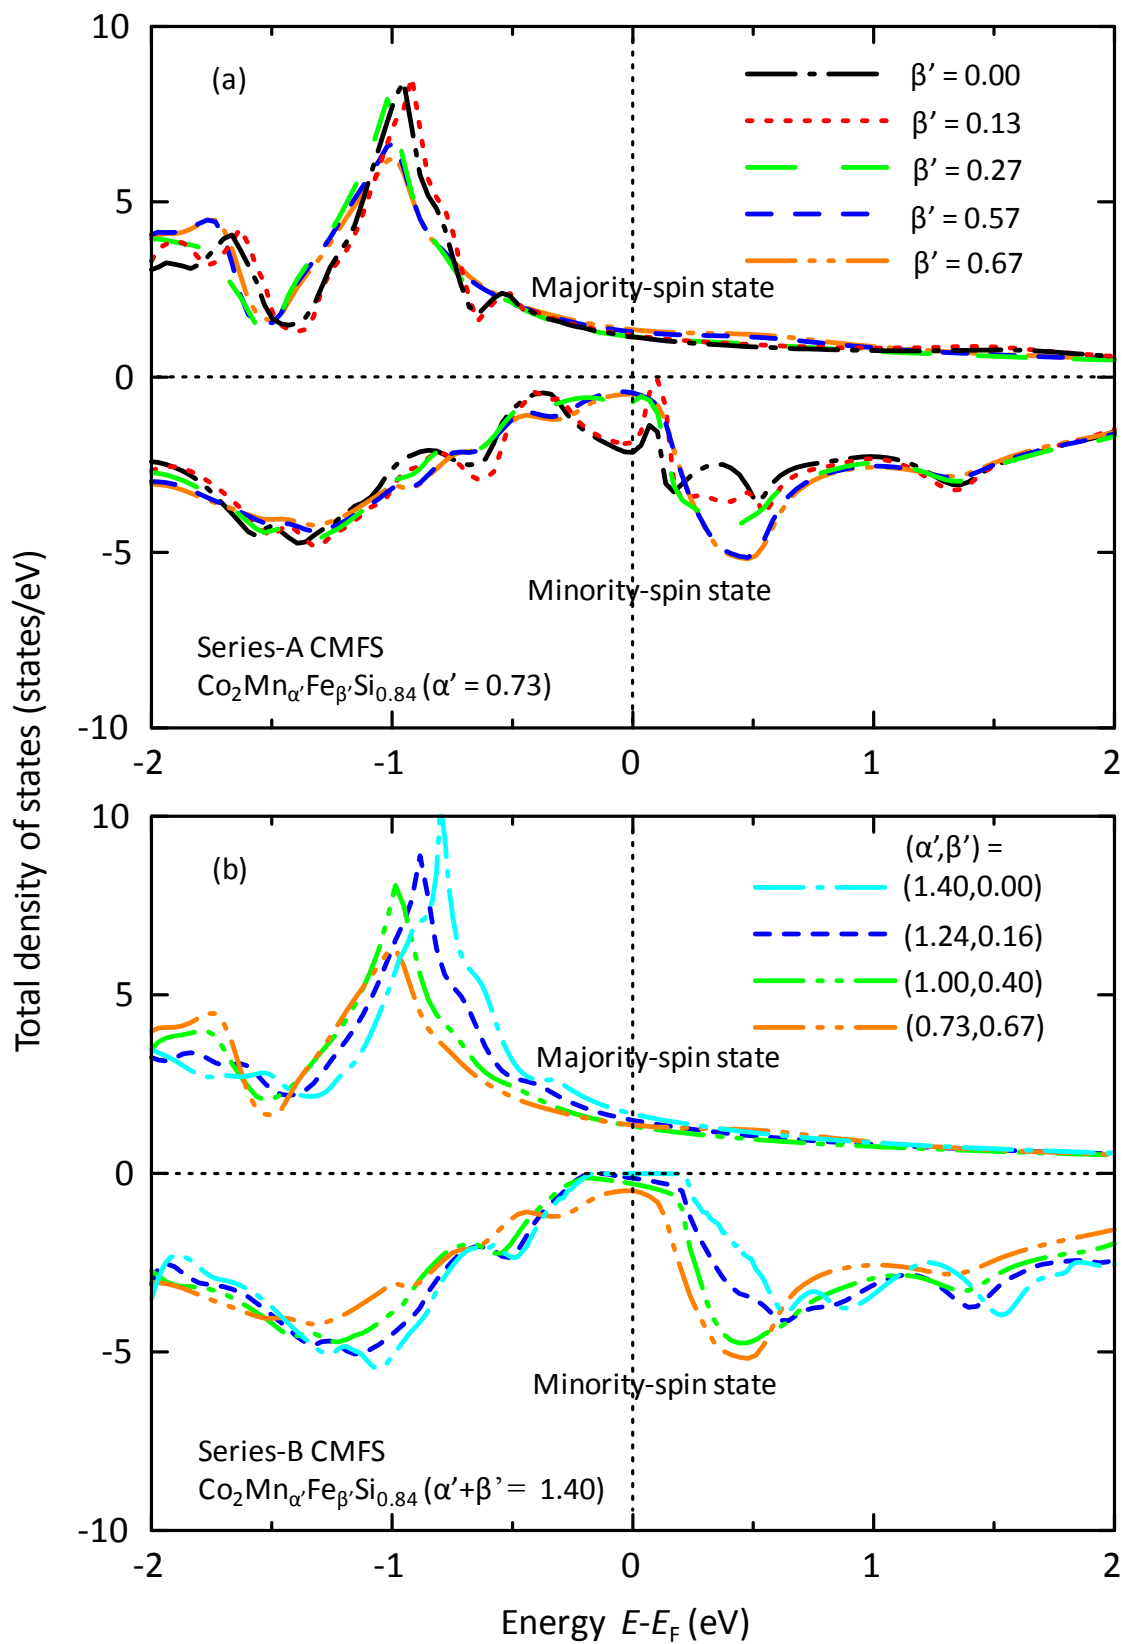 Total density of states (states/eV)
10
5
0
-5
-10
(a)
β’ = 0.00
β’ = 0.13
β’ = 0.27
β’ = 0.57
β’ = 0.67
Majority-spin state
Minority-spin state
Series-A CMFS
Co₂Mnα’Feβ’Si₀.₈₄ (α’ = 0.73)
-2 -1 0 1 2
10
5
0
-5
-10
(b)
(α’,β’) =
(1.40,0.00)
(1.24,0.16)
(1.00,0.40)
(0.73,0.67)
Majority-spin state
Minority-spin state
Series-B CMFS
Co₂Mnα’Feβ’Si₀.₈₄ (α’+β’= 1.40)
-2 -1 0 1 2
Energy E-E_F (eV)